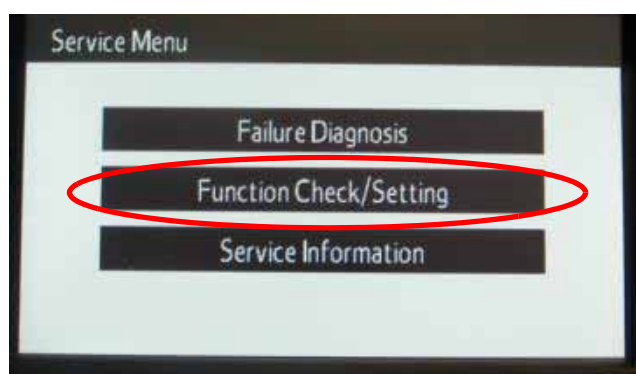 Service Menu
Failure Diagnosis
Function Check/Setting
Service Information